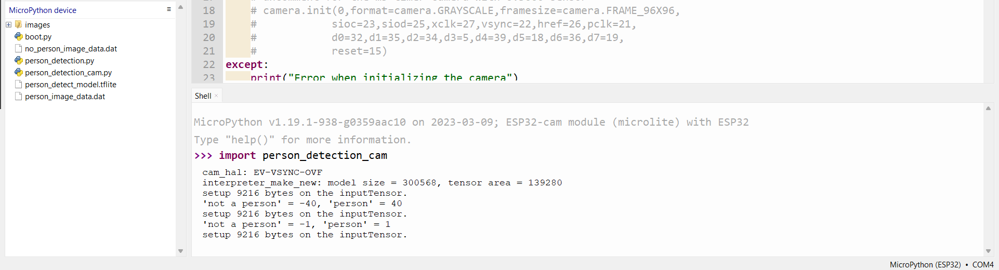 MicroPython device
images
boot.py
no_person_image_data.dat
person_detection.py
person_detection_cam.py
person_detect_model.tflite
person_image_data.dat
18 # camera.init(0,format=camera.GRAYSCALE,framesize=camera.FRAME_96X96,
19 # sioc=23,siod=25,xclk=27,vsync=22,href=26,pclk=21,
20 # d0=32,d1=35,d2=34,d3=5,d4=39,d5=18,d6=36,d7=19,
21 # reset=15)
22 except:
23 print("Error when initializing the camera")
Shell ×
MicroPython v1.19.1-938-g0359aac10 on 2023-03-09; ESP32-cam module (microlite) with ESP32
Type "help()" for more information.
>>> import person_detection_cam
cam_hal: EV-VSYNC-OVF
interpreter_make_new: model size = 300568, tensor area = 139280
setup 9216 bytes on the inputTensor.
'not a person' = -40, 'person' = 40
setup 9216 bytes on the inputTensor.
'not a person' = -1, 'person' = 1
setup 9216 bytes on the inputTensor.
MicroPython (ESP32) • COM4